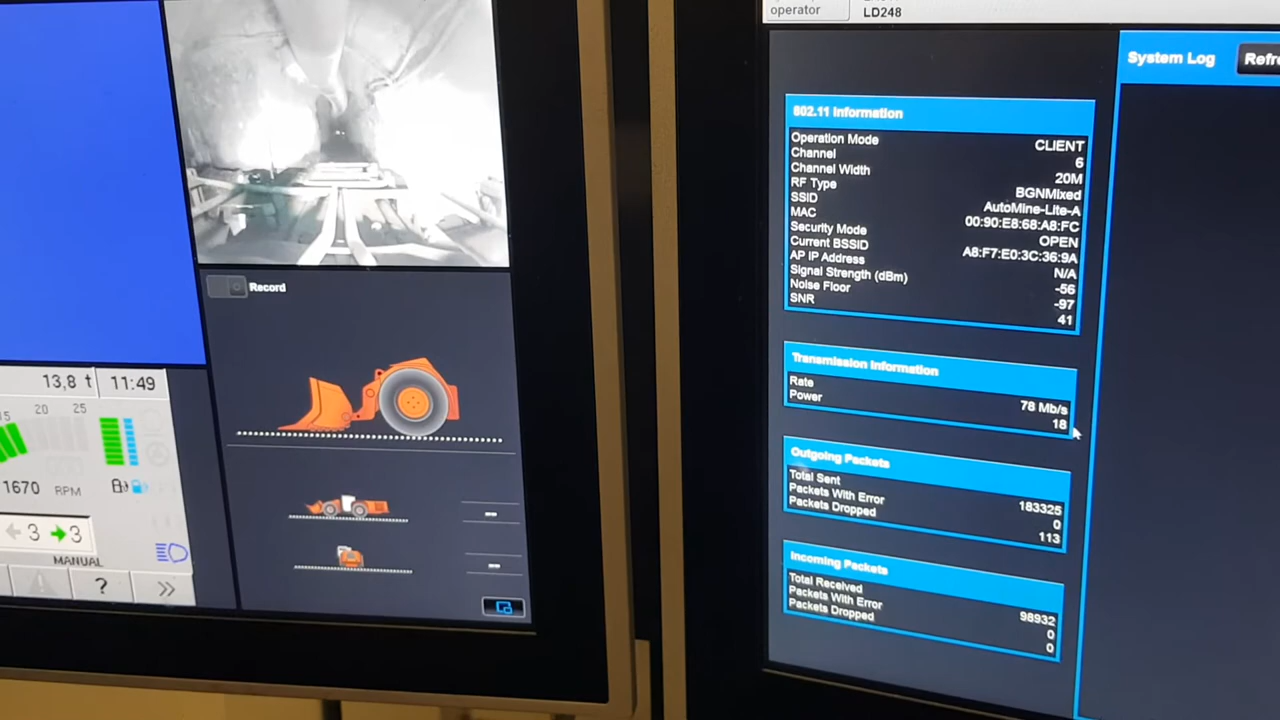 operator
LD248
System Log
802.11 Information
Operation Mode CLIENT
Channel 6
Channel Width 20M
RF Type BGNMixed
SSID AutoMine-Lite-A
MAC 00:90:E8:68:A8:FC
Security Mode OPEN
Current BSSID A8:F7:E0:3C:36:9A
AP IP Address N/A
Signal Strength (dBm) -56
Noise Floor -97
SNR 41
Transmission Information
Rate 78 Mb/s
Power 18
Outgoing Packets
Total Sent 183325
Packets With Error 0
Packets Dropped 113
Incoming Packets
Total Received 98932
Packets With Error 0
Packets Dropped 0
Record
13,8 t 11:49
20 25
1670 RPM
3 3
MANUAL
?